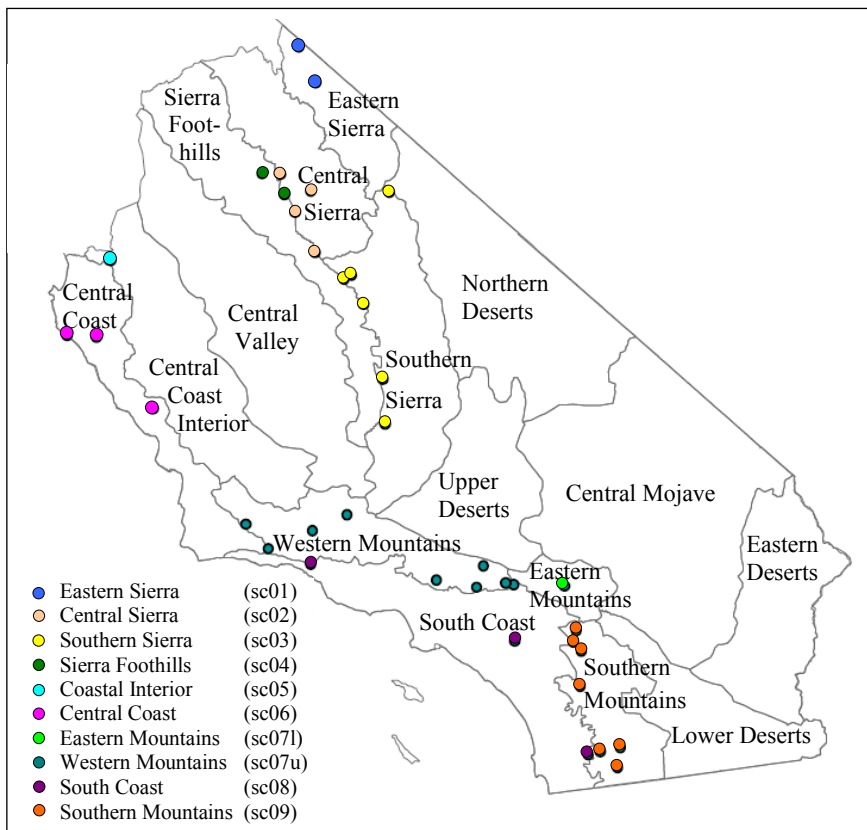 Sierra
Foot-
hills
Eastern
Sierra
Central
Sierra
Central
Coast
Central
Valley
Northern
Deserts
Central
Coast
Interior
Southern
Sierra
Upper
Deserts
Central Mojave
Eastern
Deserts
Western Mountains
Eastern
Mountains
South Coast
Southern
Mountains
Lower Deserts
Eastern Sierra (sc01)
Central Sierra (sc02)
Southern Sierra (sc03)
Sierra Foothills (sc04)
Coastal Interior (sc05)
Central Coast (sc06)
Eastern Mountains (sc07l)
Western Mountains (sc07u)
South Coast (sc08)
Southern Mountains (sc09)